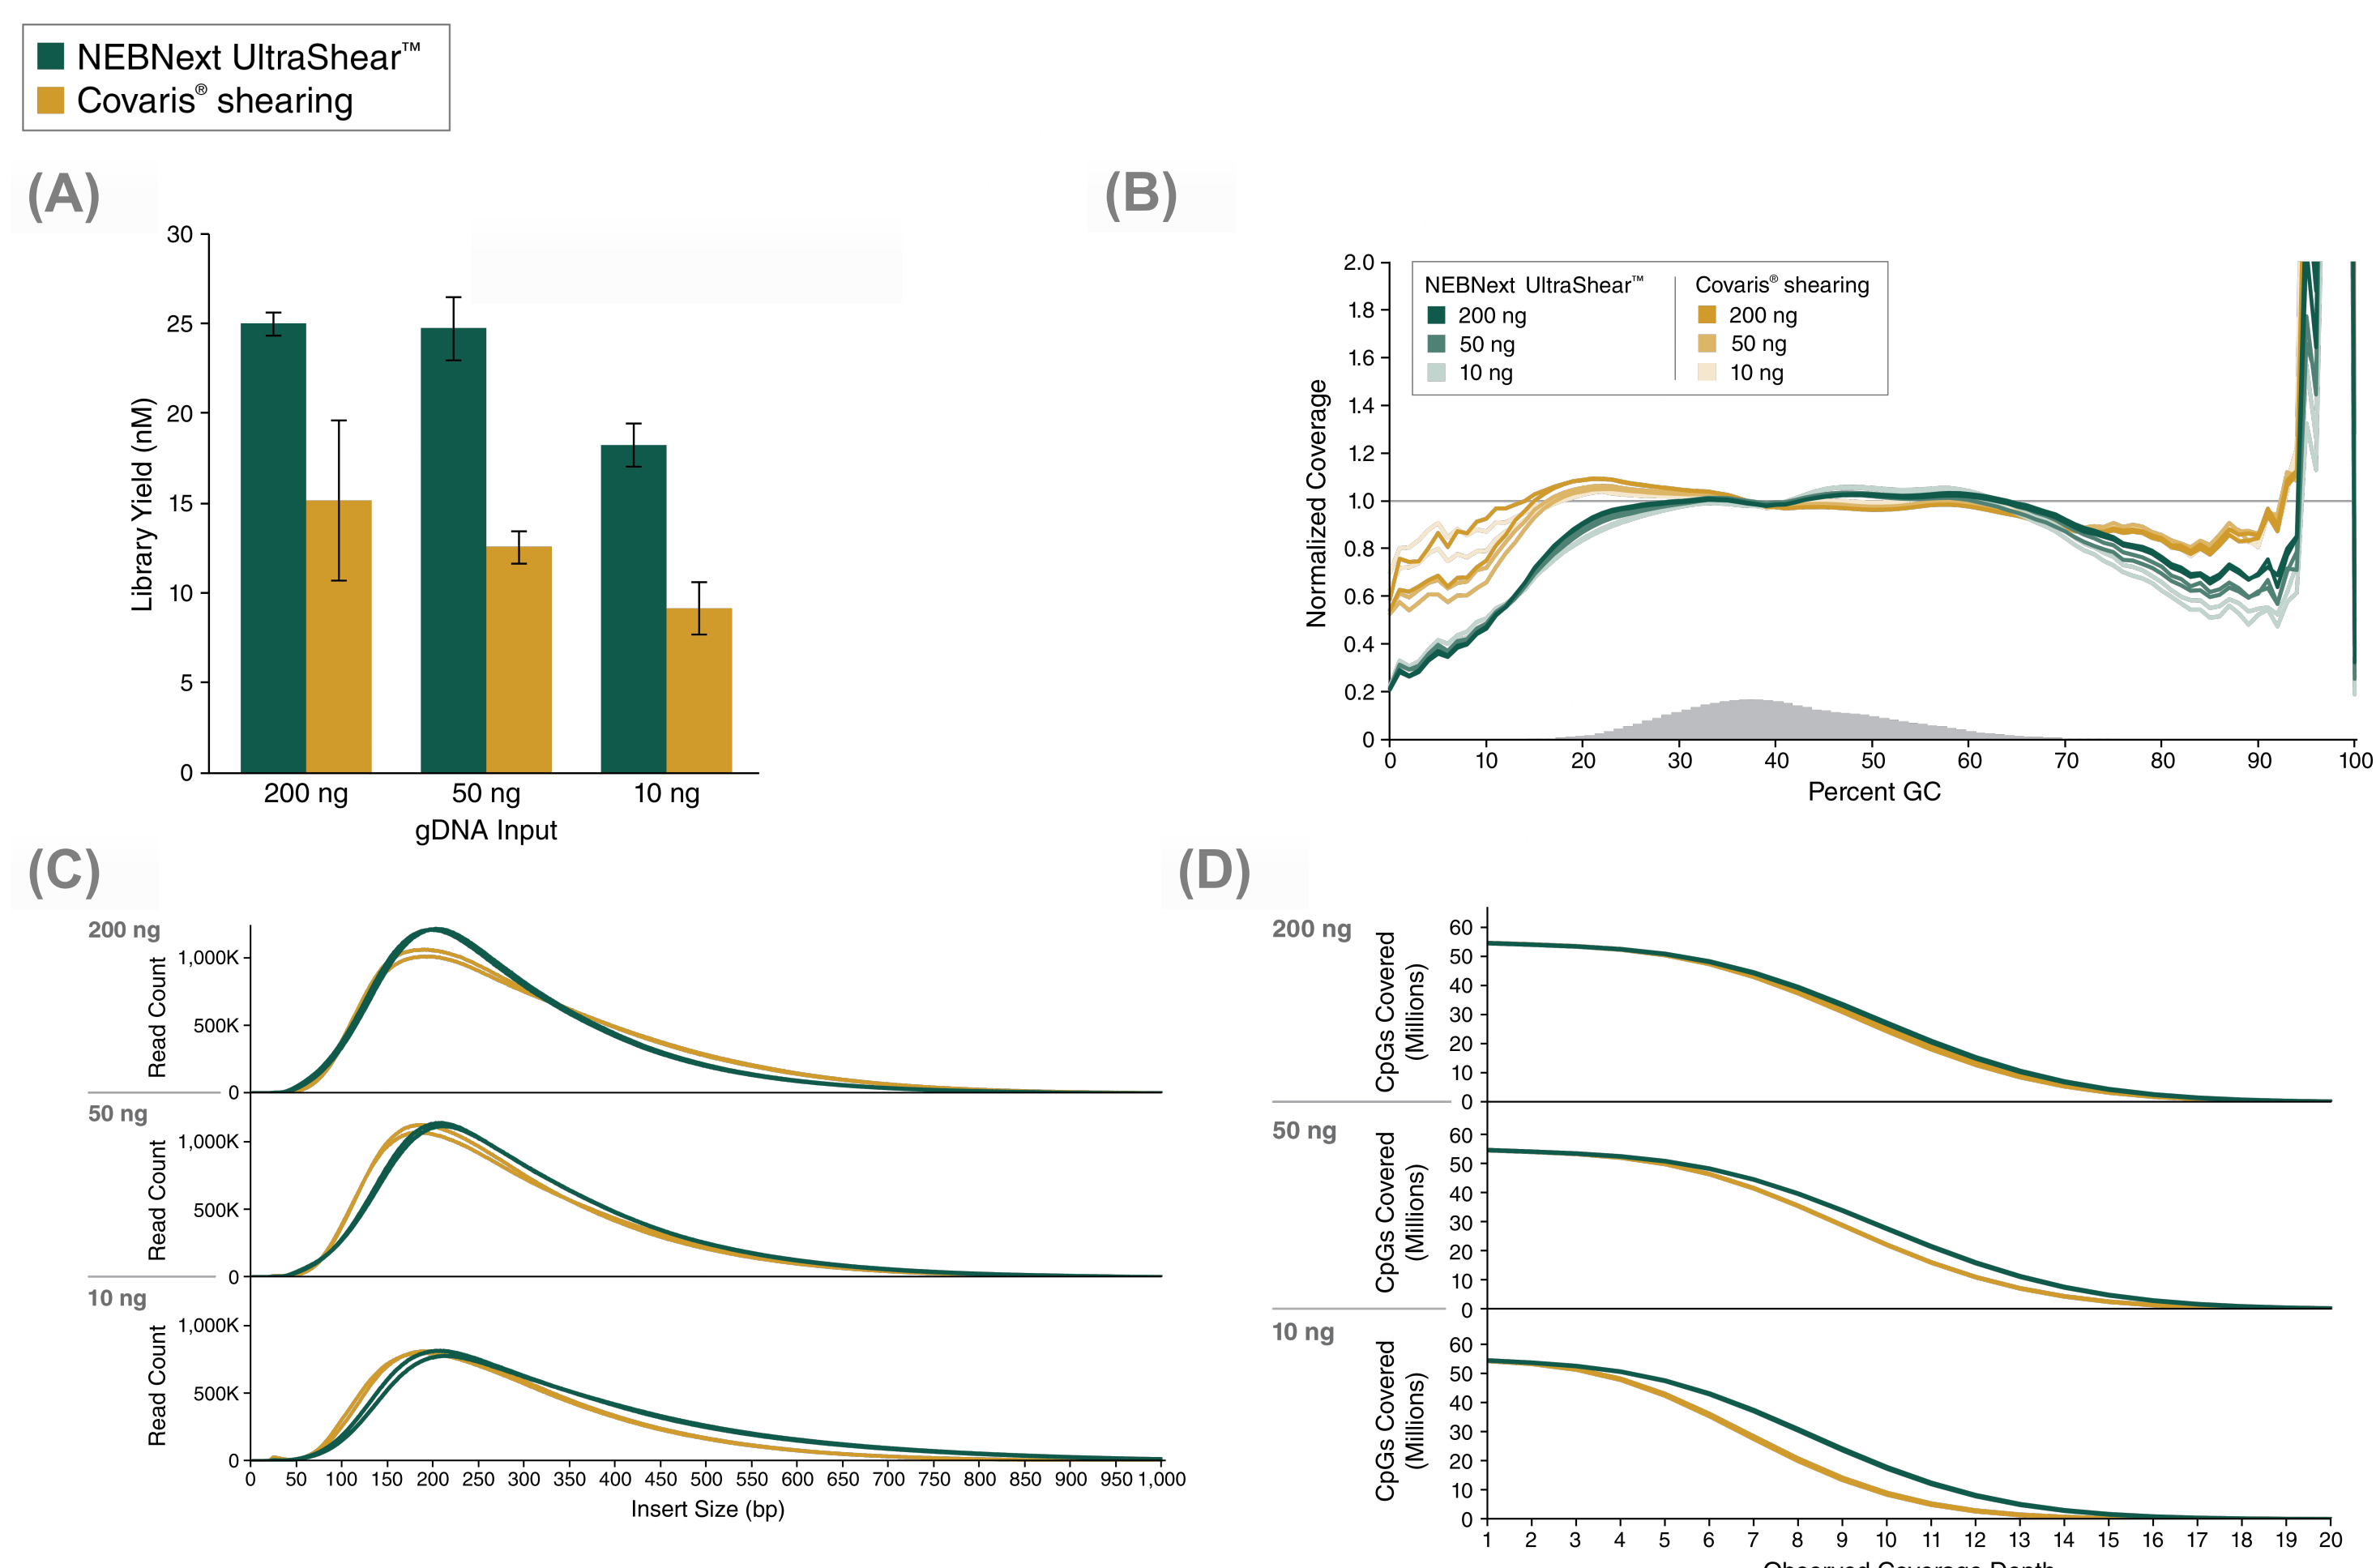 NEBNext UltraShear™
Covaris® shearing
(A)
30
25
20
15
10
5
0
Library Yield (nM)
200 ng
50 ng
10 ng
gDNA Input
(B)
2.0
1.8
1.6
1.4
1.2
1.0
0.8
0.6
0.4
0.2
0
Normalized Coverage
NEBNext UltraShear™
200 ng
50 ng
10 ng
Covaris® shearing
200 ng
50 ng
10 ng
0 10 20 30 40 50 60 70 80 90 100
Percent GC
(C)
200 ng
Read Count
1,000K
500K
0
50 ng
Read Count
1,000K
500K
0
10 ng
Read Count
1,000K
500K
0
0 50 100 150 200 250 300 350 400 450 500 550 600 650 700 750 800 850 900 950 1,000
Insert Size (bp)
(D)
200 ng
CpGs Covered
(Millions)
60
50
40
30
20
10
0
50 ng
CpGs Covered
(Millions)
60
50
40
30
20
10
0
10 ng
CpGs Covered
(Millions)
60
50
40
30
20
10
0
1 2 3 4 5 6 7 8 9 10 11 12 13 14 15 16 17 18 19 20
Observed Coverage Depth